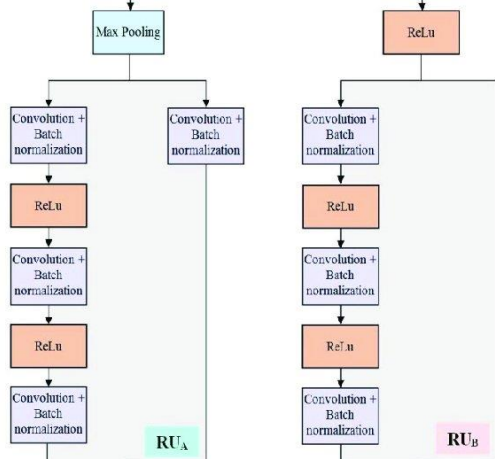 Max Pooling
Convolution +
Batch
normalization
Convolution +
Batch
normalization
ReLu
Convolution +
Batch
normalization
ReLu
Convolution +
Batch
normalization
RUA
ReLu
Convolution +
Batch
normalization
ReLu
Convolution +
Batch
normalization
ReLu
Convolution +
Batch
normalization
RUB